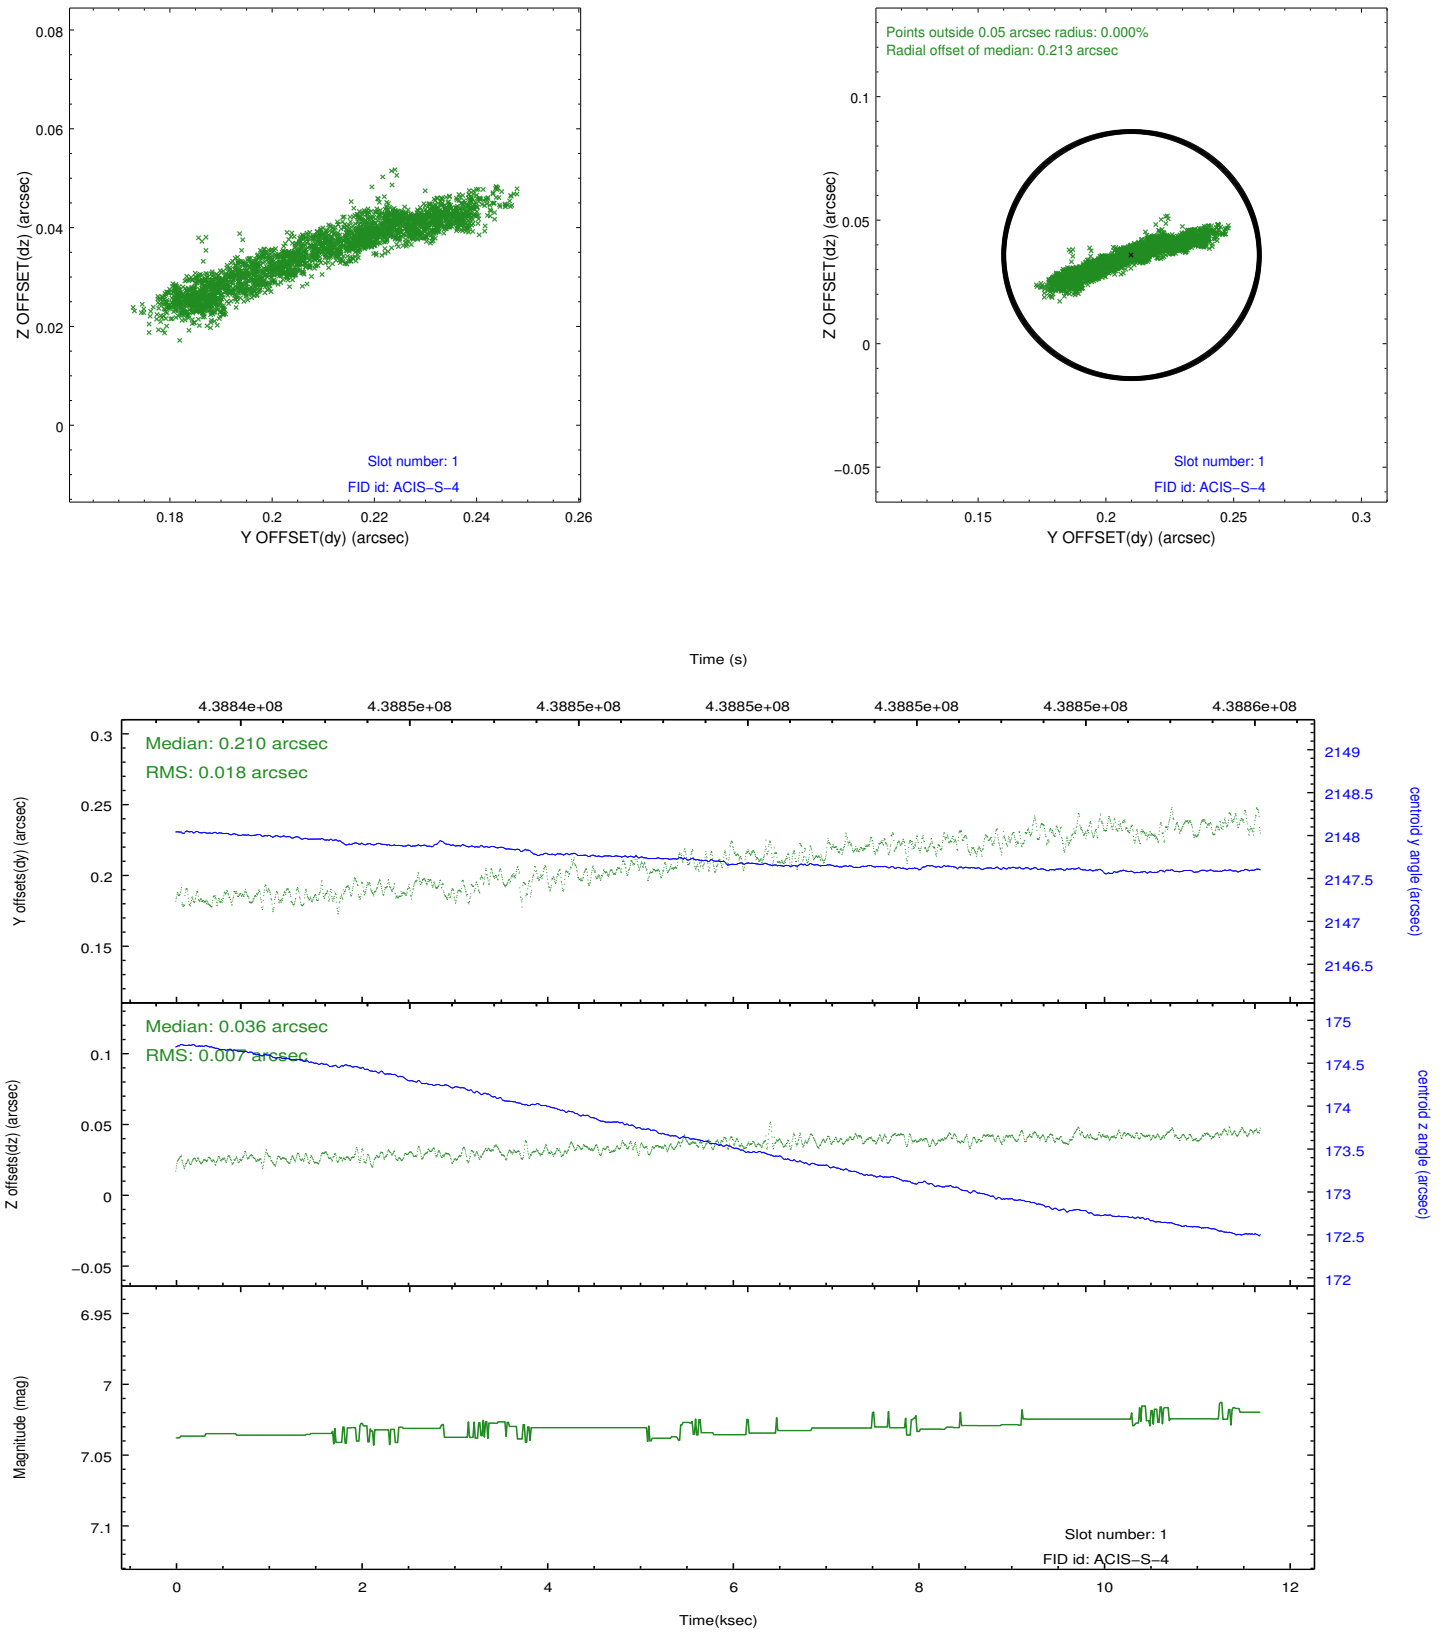 0.08
0.06
0.04
0.02
0
Z OFFSET(dz) (arcsec)
Slot number: 1
FID id: ACIS−S−4
0.18
0.2
0.22
0.24
0.26
Y OFFSET(dy) (arcsec)
Points outside 0.05 arcsec radius: 0.000%
Radial offset of median: 0.213 arcsec
0.1
0.05
0
−0.05
Z OFFSET(dz) (arcsec)
Slot number: 1
FID id: ACIS−S−4
0.15
0.2
0.25
0.3
Y OFFSET(dy) (arcsec)
Time (s)
4.3884e+08
4.3885e+08
4.3885e+08
4.3885e+08
4.3885e+08
4.3885e+08
4.3886e+08
Median: 0.210 arcsec
RMS: 0.018 arcsec
0.3
0.25
0.2
0.15
Y offsets(dy) (arcsec)
2149
2148.5
2148
2147.5
2147
2146.5
centroid y angle (arcsec)
Median: 0.036 arcsec
RMS: 0.007 arcsec
0.1
0.05
0
−0.05
Z offsets(dz) (arcsec)
175
174.5
174
173.5
173
172.5
172
centroid z angle (arcsec)
6.95
7
7.05
7.1
Magnitude (mag)
Slot number: 1
FID id: ACIS−S−4
0
2
4
6
8
10
12
Time(ksec)